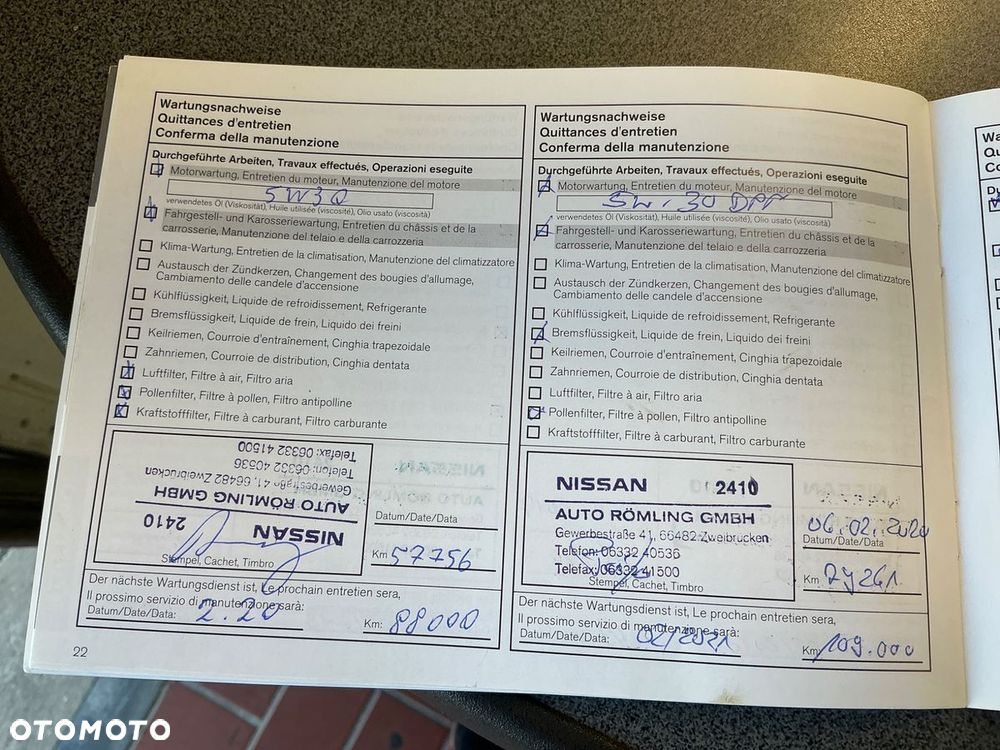 Wartungsnachweise
Quittances d'entretien
Conferma della manutenzione
Durchgeführte Arbeiten, Travaux effectués, Operazioni eseguite
Motorwartung, Entretien du moteur, Manutenzione del motore
5W30
verwendetes Öl (Viskosität), Huile utilisée (viscosité), Olio usato (viscosità)
Fahrgestell- und Karosseriewartung, Entretien du châssis et de la
carrosserie, Manutenzione del telaio e della carrozzeria
Klima-Wartung, Entretien de la climatisation, Manutenzione del climatizzatore
Austausch der Zündkerzen, Changement des bougies d'allumage,
Cambiamento delle candele d'accensione
Kühlflüssigkeit, Liquide de refroidissement, Refrigerante
Bremsflüssigkeit, Liquide de frein, Liquido dei freini
Keilriemen, Courroie d'entraînement, Cinghia trapezoidale
Zahnriemen, Courroie de distribution, Cinghia dentata
Luftfilter, Filtre à air, Filtro aria
Pollenfilter, Filtre à pollen, Filtro antipolline
Kraftstofffilter, Filtre à carburant, Filtro carburante
NISSAN 2410
AUTO RÖMLING GMBH
Gewerbestraße 41, 66482 Zweibrücken
Telefon: 06332 40536
Telefax: 06332 41500
Stempel, Cachet, Timbro
Datum/Date/Data
Km 57756
Der nächste Wartungsdienst ist, Le prochain entretien sera,
Il prossimo servizio di manutenzione sarà:
Datum/Date/Data: 2.20 Km: 88000
22
Wartungsnachweise
Quittances d'entretien
Conferma della manutenzione
Durchgeführte Arbeiten, Travaux effectués, Operazioni eseguite
Motorwartung, Entretien du moteur, Manutenzione del motore
5W-30 DPF
verwendetes Öl (Viskosität), Huile utilisée (viscosité), Olio usato (viscosità)
Fahrgestell- und Karosseriewartung, Entretien du châssis et de la
carrosserie, Manutenzione del telaio e della carrozzeria
Klima-Wartung, Entretien de la climatisation, Manutenzione del climatizzatore
Austausch der Zündkerzen, Changement des bougies d'allumage,
Cambiamento delle candele d'accensione
Kühlflüssigkeit, Liquide de refroidissement, Refrigerante
Bremsflüssigkeit, Liquide de frein, Liquido dei freini
Keilriemen, Courroie d'entraînement, Cinghia trapezoidale
Zahnriemen, Courroie de distribution, Cinghia dentata
Luftfilter, Filtre à air, Filtro aria
Pollenfilter, Filtre à pollen, Filtro antipolline
Kraftstofffilter, Filtre à carburant, Filtro carburante
NISSAN 2410
AUTO RÖMLING GMBH
Gewerbestraße 41, 66482 Zweibrücken
Telefon: 06332 40536
Telefax: 06332 41500
Stempel, Cachet, Timbro
06.02.2020
Datum/Date/Data
Km 79261
Der nächste Wartungsdienst ist, Le prochain entretien sera,
Il prossimo servizio di manutenzione sarà:
Datum/Date/Data: 02/2021 Km 109.000
OTOMOTO